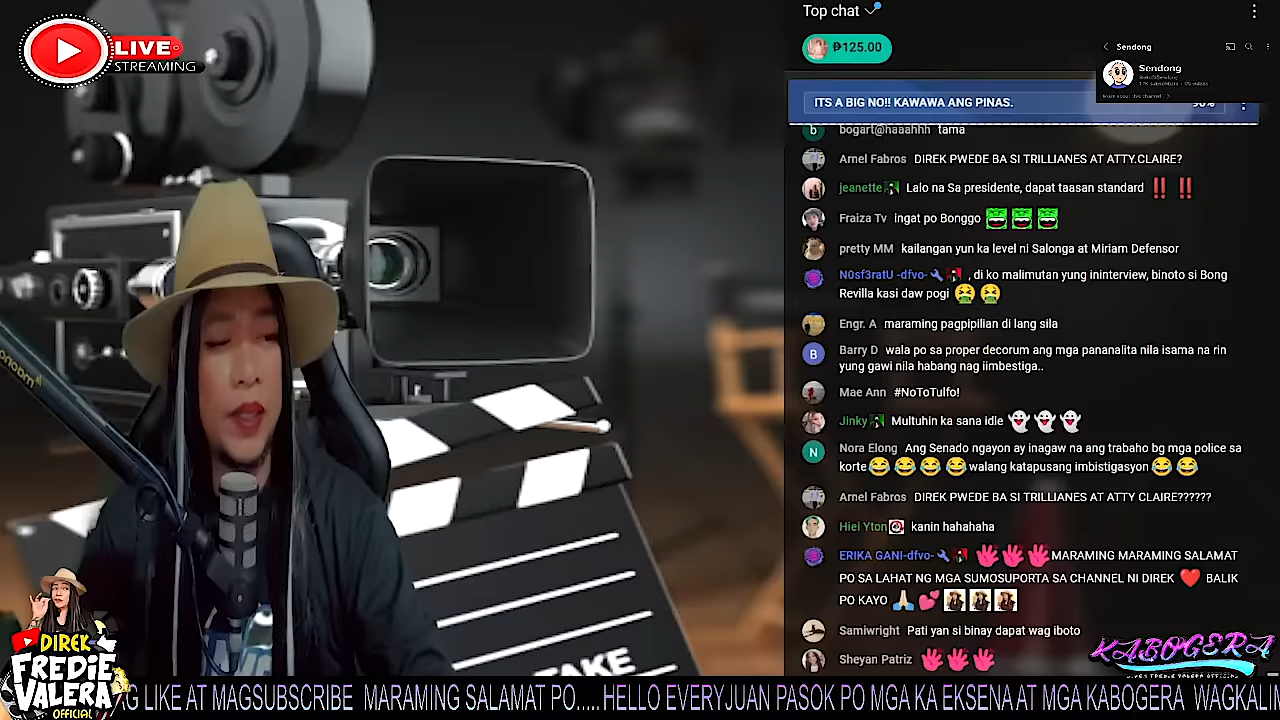 LIVE
STREAMING
Top chat
₱125.00
Sendong
Sendong
ITS A BIG NO!! KAWAWA ANG PINAS.
bogart@haaahhh tama
Arnel Fabros DIREK PWEDE BA SI TRILLIANES AT ATTY.CLAIRE?
jeanette Lalo na Sa presidente, dapat taasan standard ‼️ ‼️
Fraiza Tv ingat po Bonggo
pretty MM kailangan yun ka level ni Salonga at Miriam Defensor
N0sf3ratU -dfvo- , di ko malimutan yung ininterview, binoto si Bong
Revilla kasi daw pogi 🤮 🤮
Engr. A maraming pagpipilian di lang sila
B
Barry D wala po sa proper decorum ang mga pananalita nila isama na rin
yung gawi nila habang nag iimbestiga..
Mae Ann #NoToTulfo!
Jinky Multuhin ka sana idle 👻 👻 👻
N
Nora Elong Ang Senado ngayon ay inagaw na ang trabaho bg mga police sa
korte 😂 😂 😂 😂 walang katapusang imbistigasyon 😂 😂
Arnel Fabros DIREK PWEDE BA SI TRILLIANES AT ATTY CLAIRE??????
Hiel Yton kanin hahahaha
ERIKA GANI-dfvo- MARAMING MARAMING SALAMAT
PO SA LAHAT NG MGA SUMOSUPORTA SA CHANNEL NI DIREK ❤️ BALIK
PO KAYO 🙏 💕
Samiwright Pati yan si binay dapat wag iboto
Sheyan Patriz
maono
TAKE
DIREK
FREDIE
VALERA
OFFICIAL
KABOGERA
G LIKE AT MAGSUBSCRIBE MARAMING SALAMAT PO.....HELLO EVERYJUAN PASOK PO MGA KA EKSENA AT MGA KABOGERA WAGKALIM